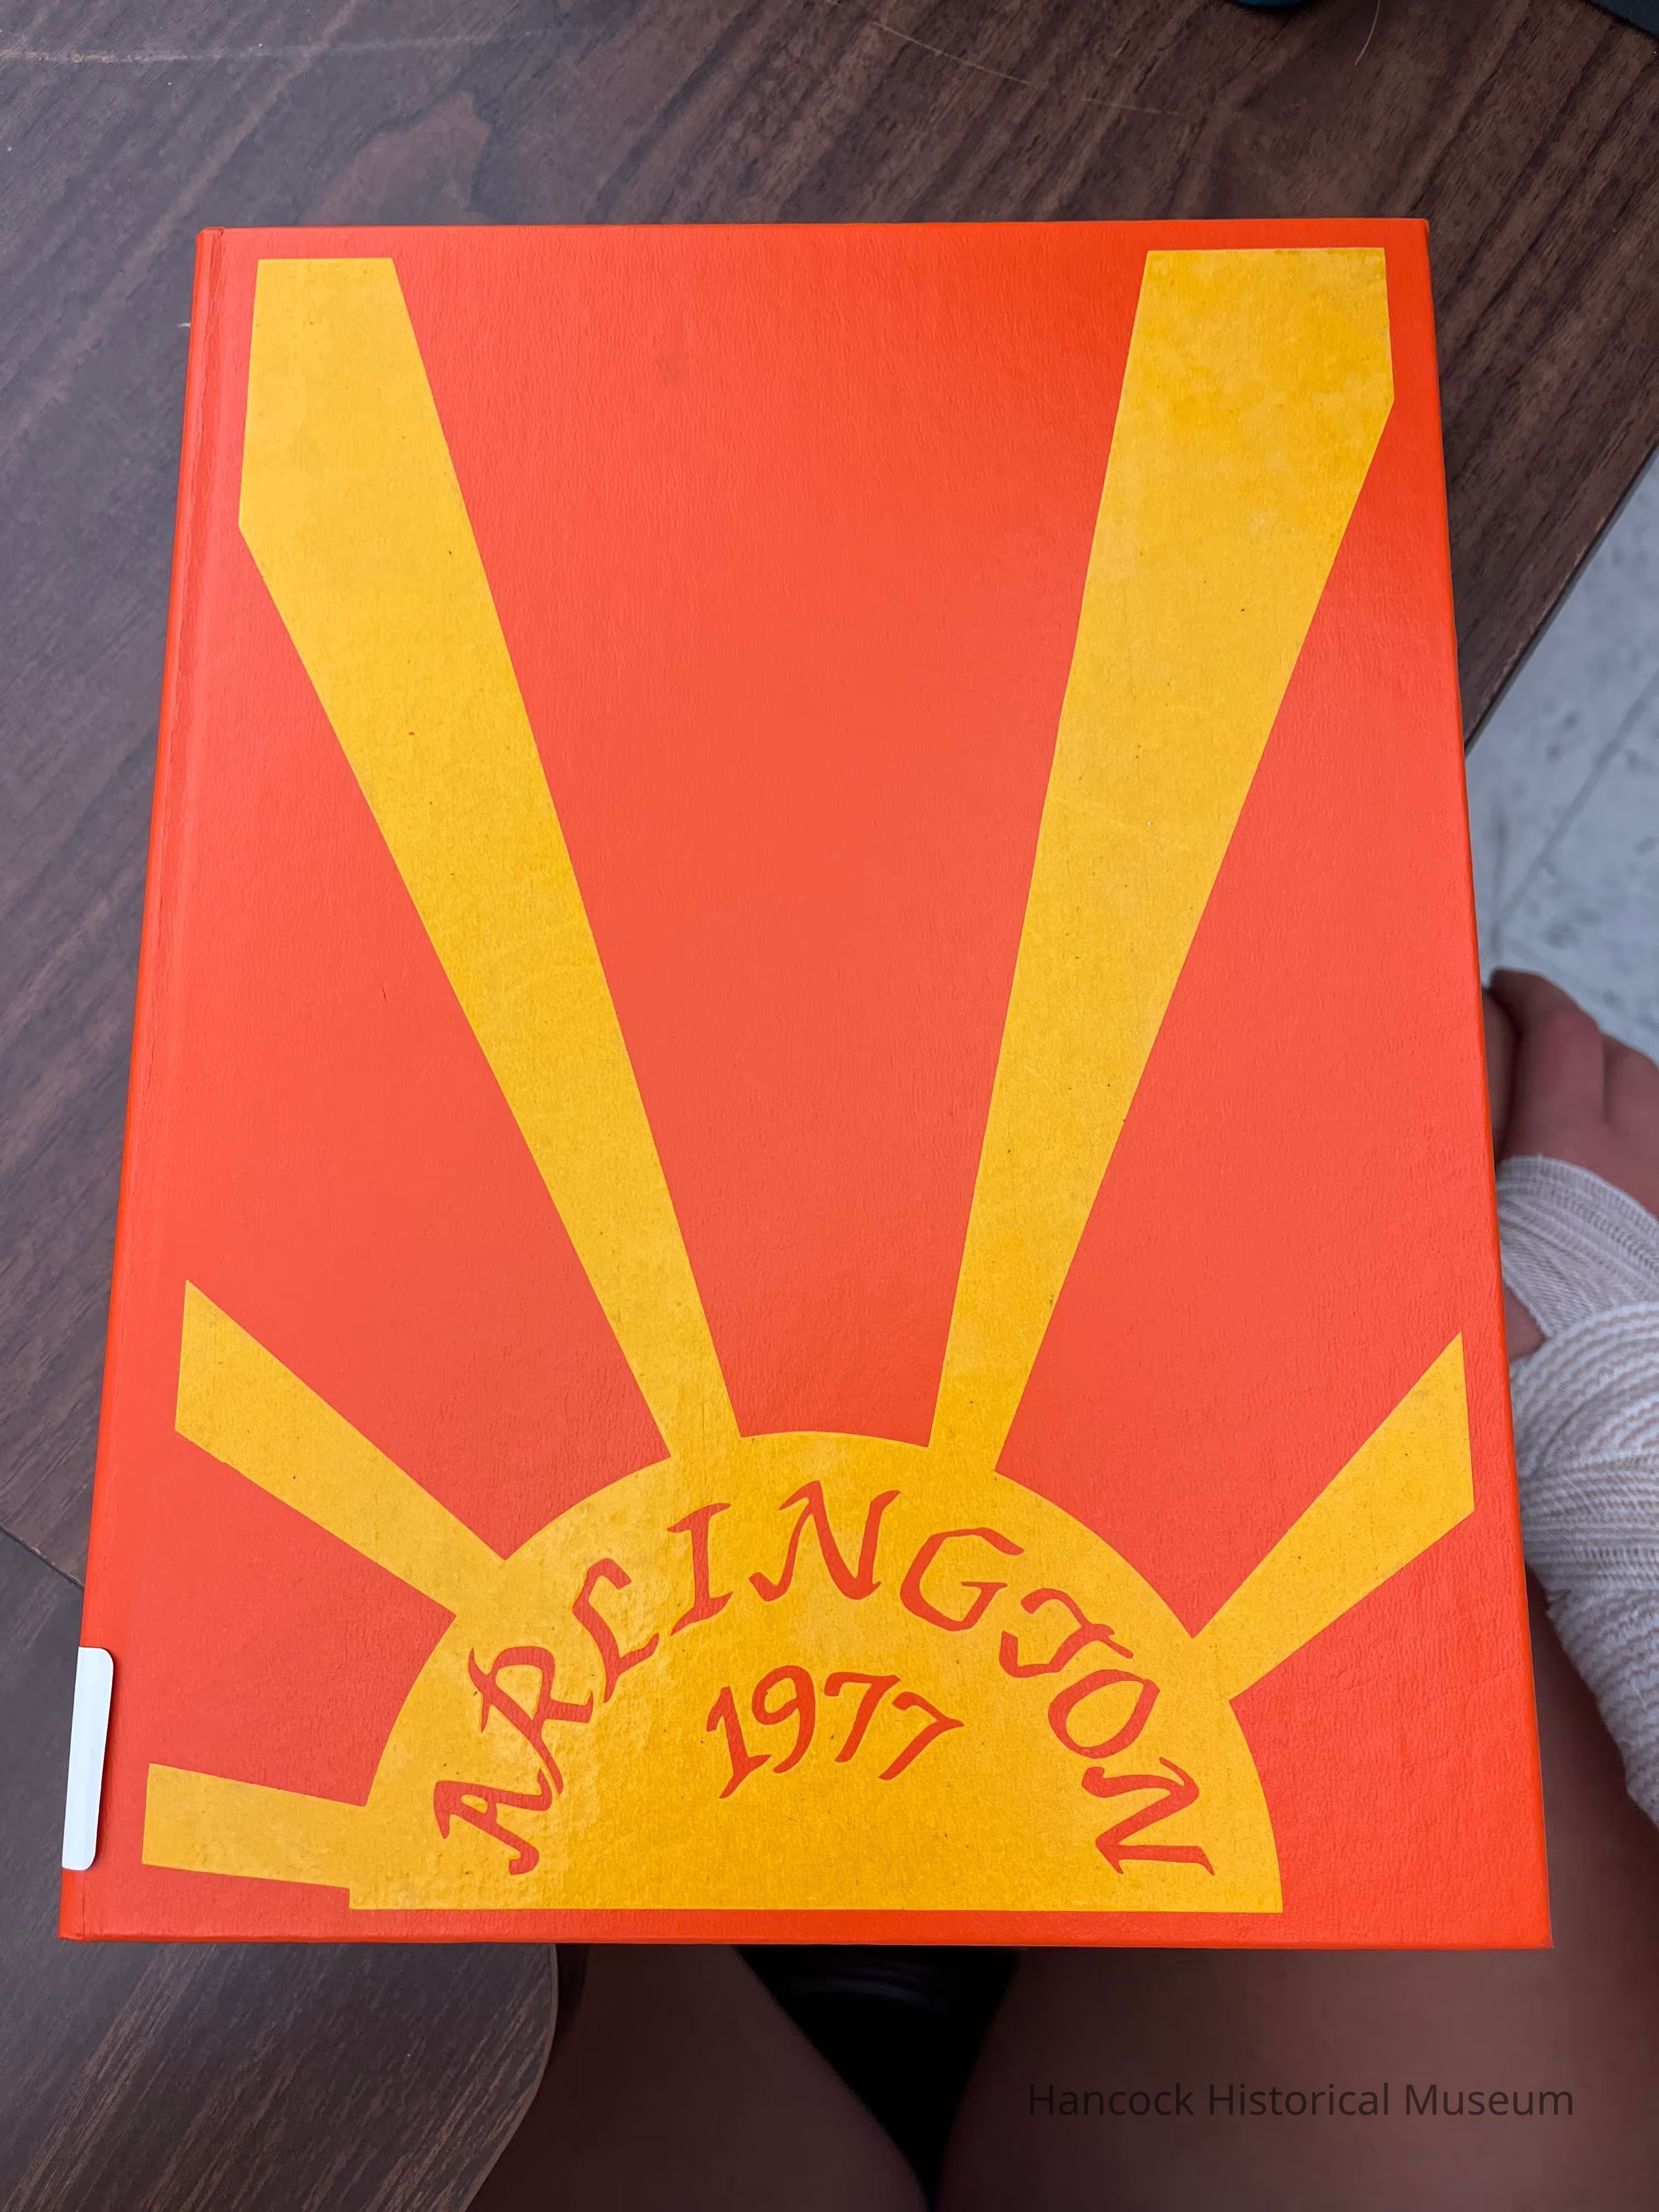 ARLINGTON
1977
Hancock Historical Museum